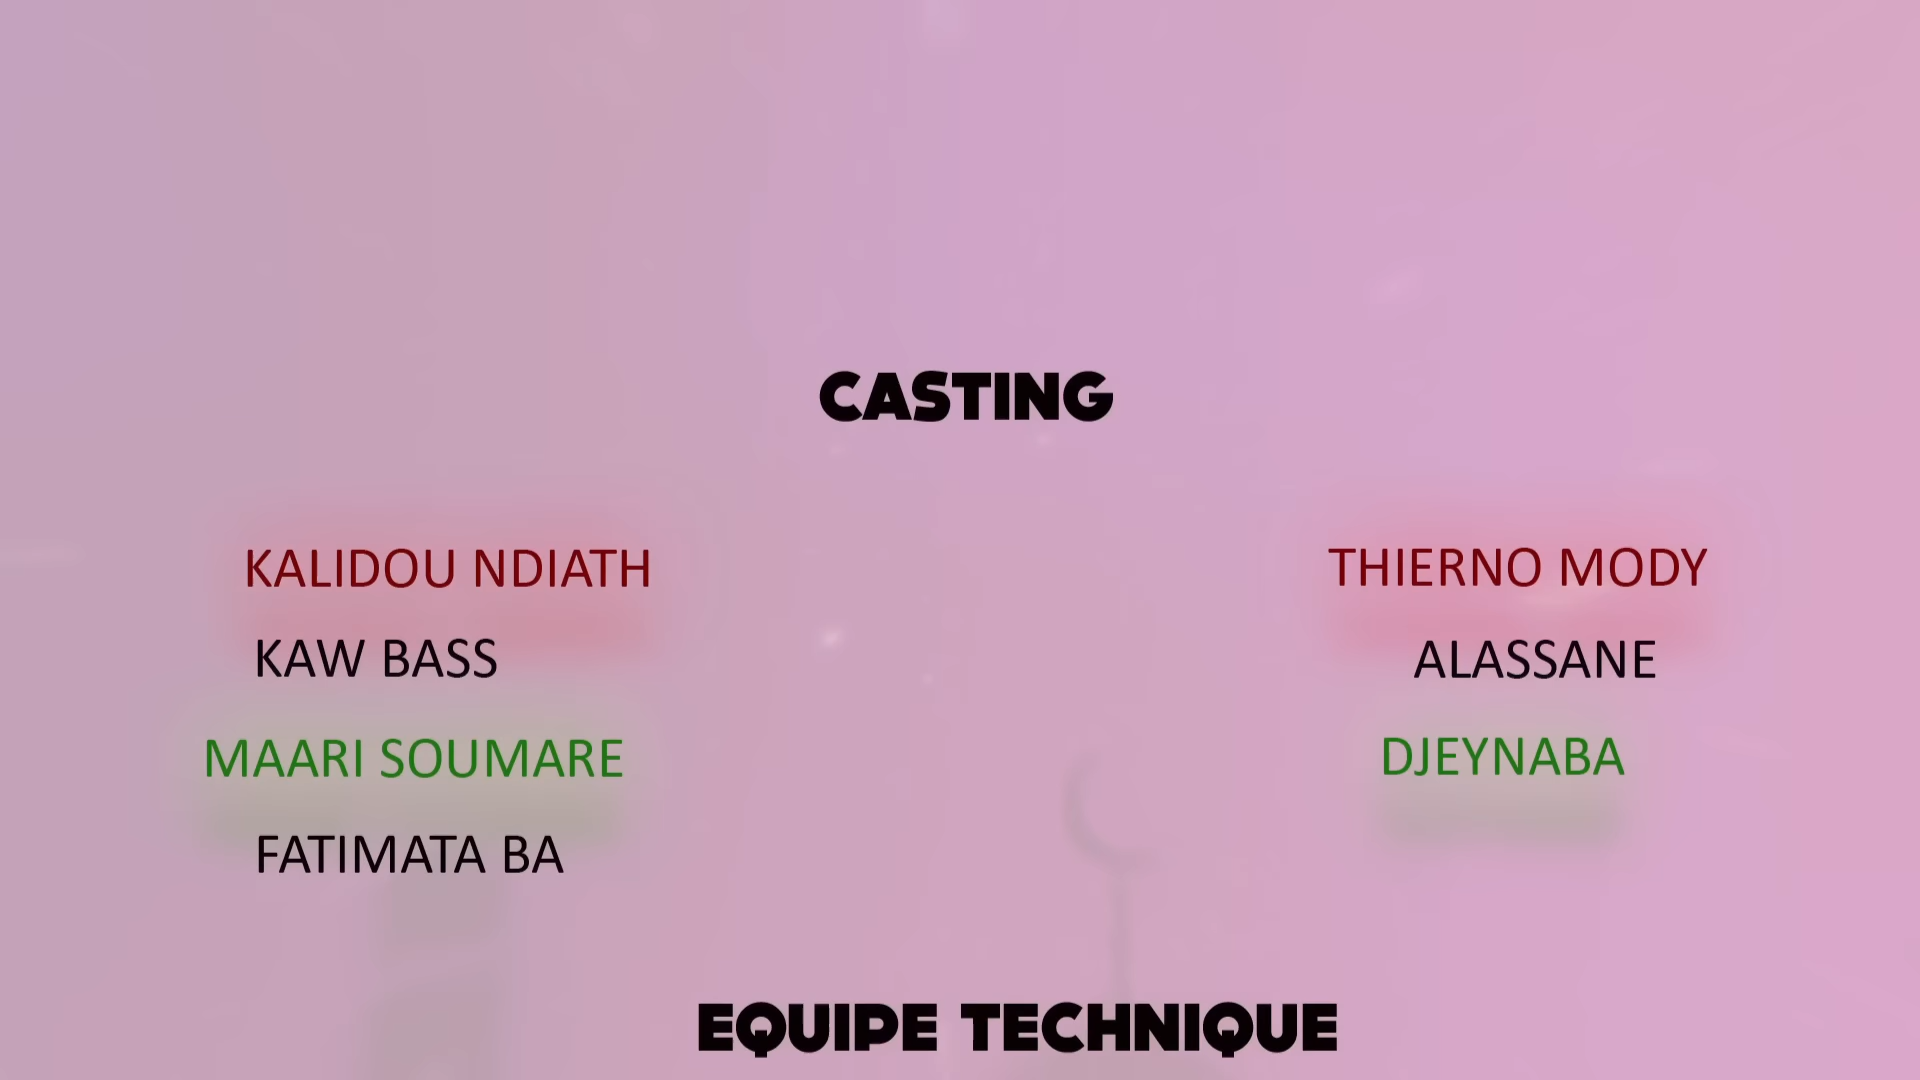 CASTING
KALIDOU NDIATH THIERNO MODY
KAW BASS ALASSANE
MAARI SOUMARE DJEYNABA
FATIMATA BA
EQUIPE TECHNIQUE